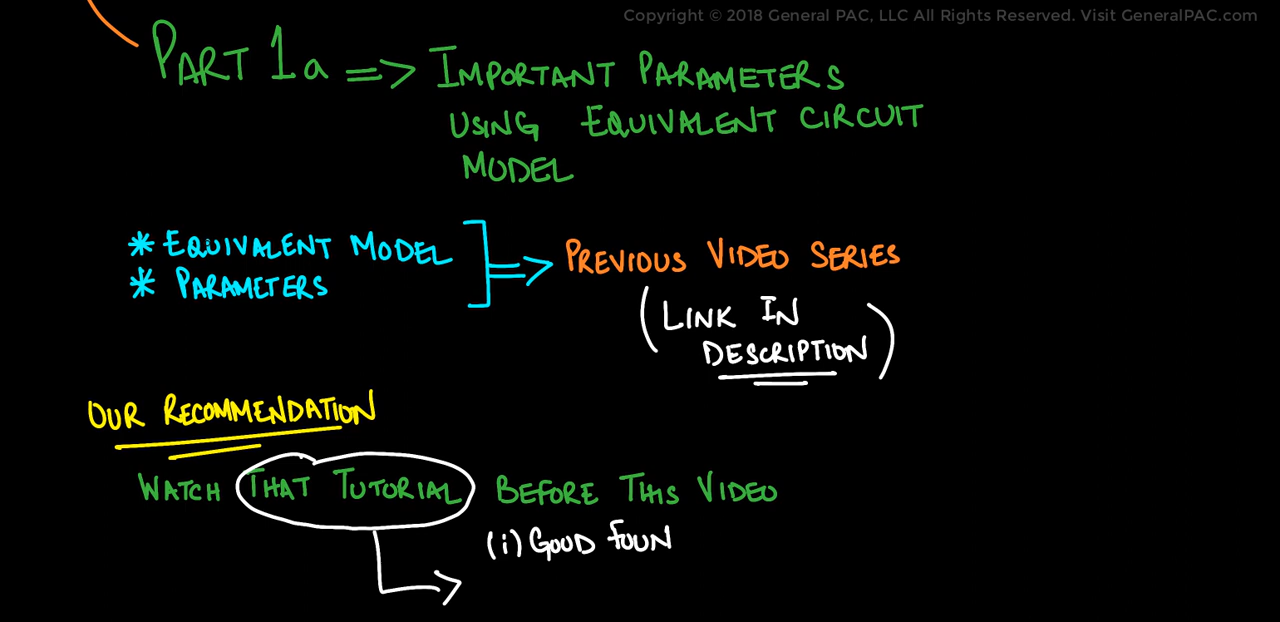 Copyright © 2018 General PAC, LLC All Rights Reserved. Visit GeneralPAC.com
PART 1a => IMPORTANT PARAMETERS
USING EQUIVALENT CIRCUIT
MODEL
* EQUIVALENT MODEL
* PARAMETERS
=> PREVIOUS VIDEO SERIES
(LINK IN
DESCRIPTION)
OUR RECOMMENDATION
WATCH THAT TUTORIAL BEFORE THIS VIDEO
(i) GOOD FOUN